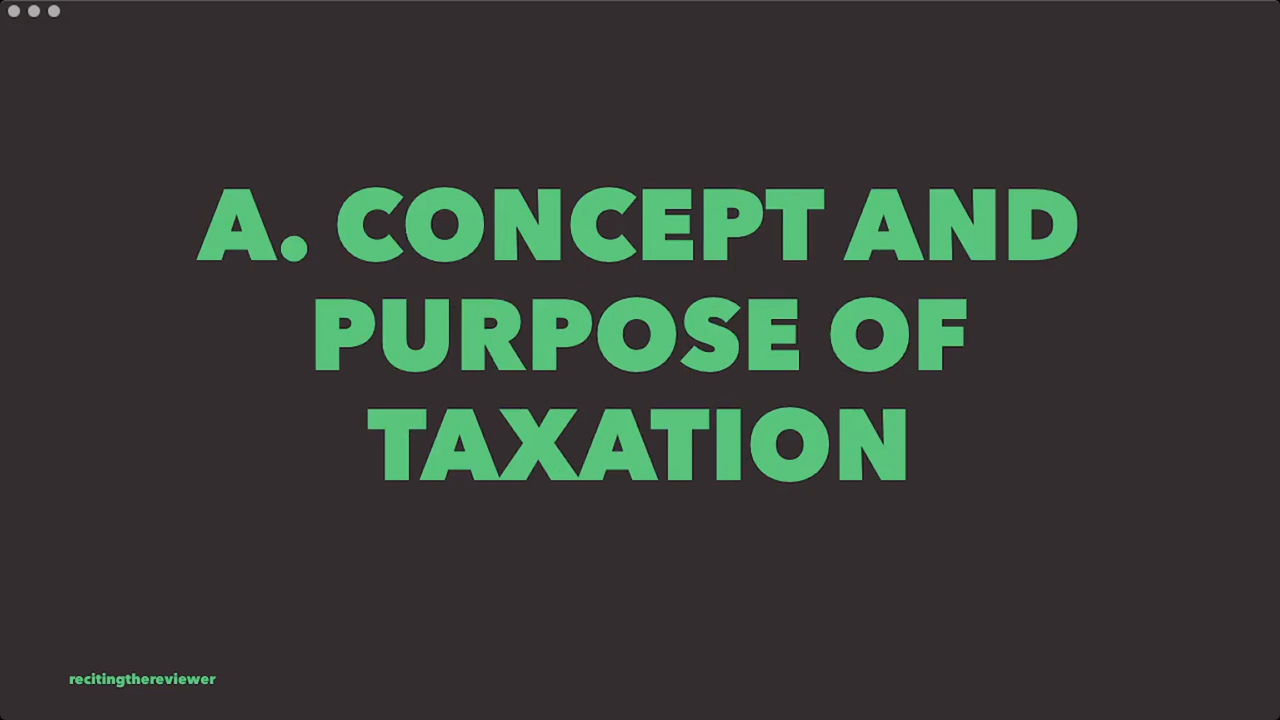 A. CONCEPT AND
PURPOSE OF
TAXATION
recitingthereviewer